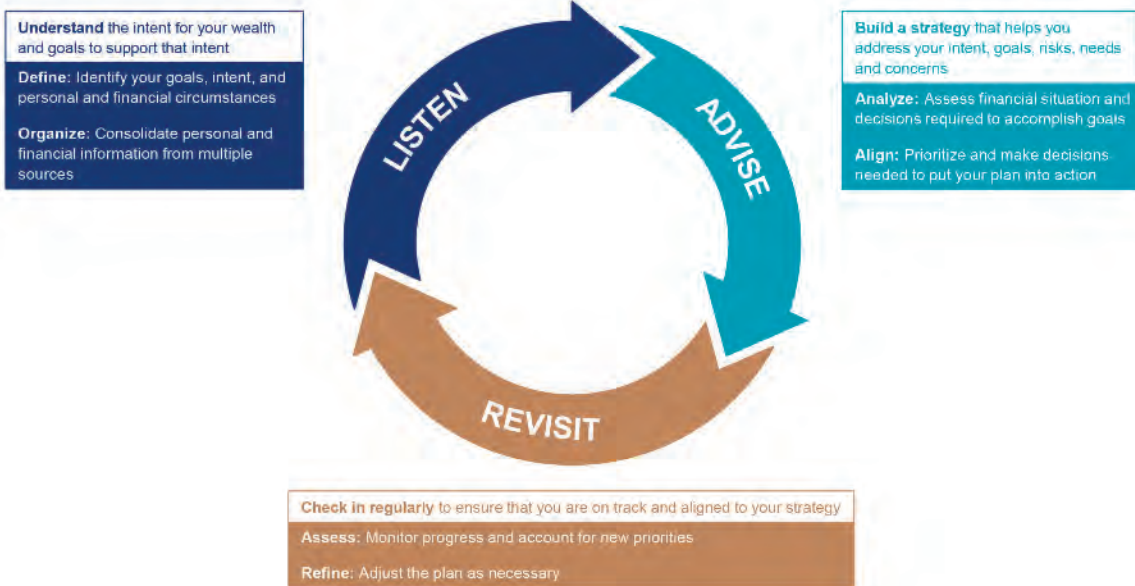 Understand the intent for your wealth
and goals to support that intent
Define: Identify your goals, intent, and
personal and financial circumstances
Organize: Consolidate personal and
financial information from multiple
sources
LISTEN
ADVISE
Build a strategy that helps you
address your intent, goals, risks, needs
and concerns
Analyze: Assess financial situation and
decisions required to accomplish goals
Align: Prioritize and make decisions
needed to put your plan into action
REVISIT
Check in regularly to ensure that you are on track and aligned to your strategy
Assess: Monitor progress and account for new priorities
Refine: Adjust the plan as necessary